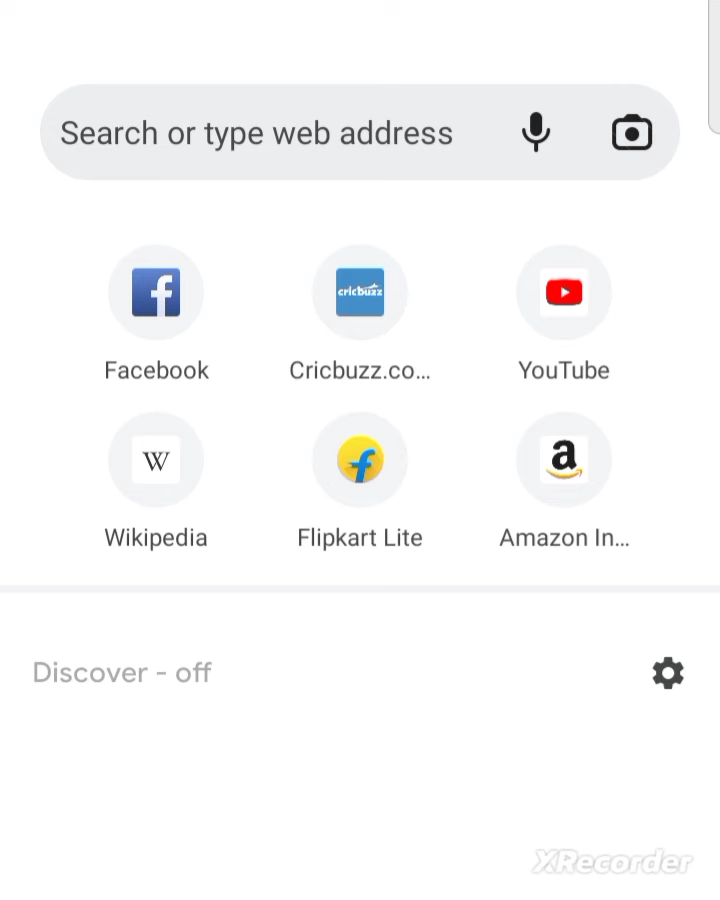 Search or type web address
cricbuzz
Facebook
Cricbuzz.co...
YouTube
W
Wikipedia
Flipkart Lite
a
Amazon In...
Discover - off
XRecorder